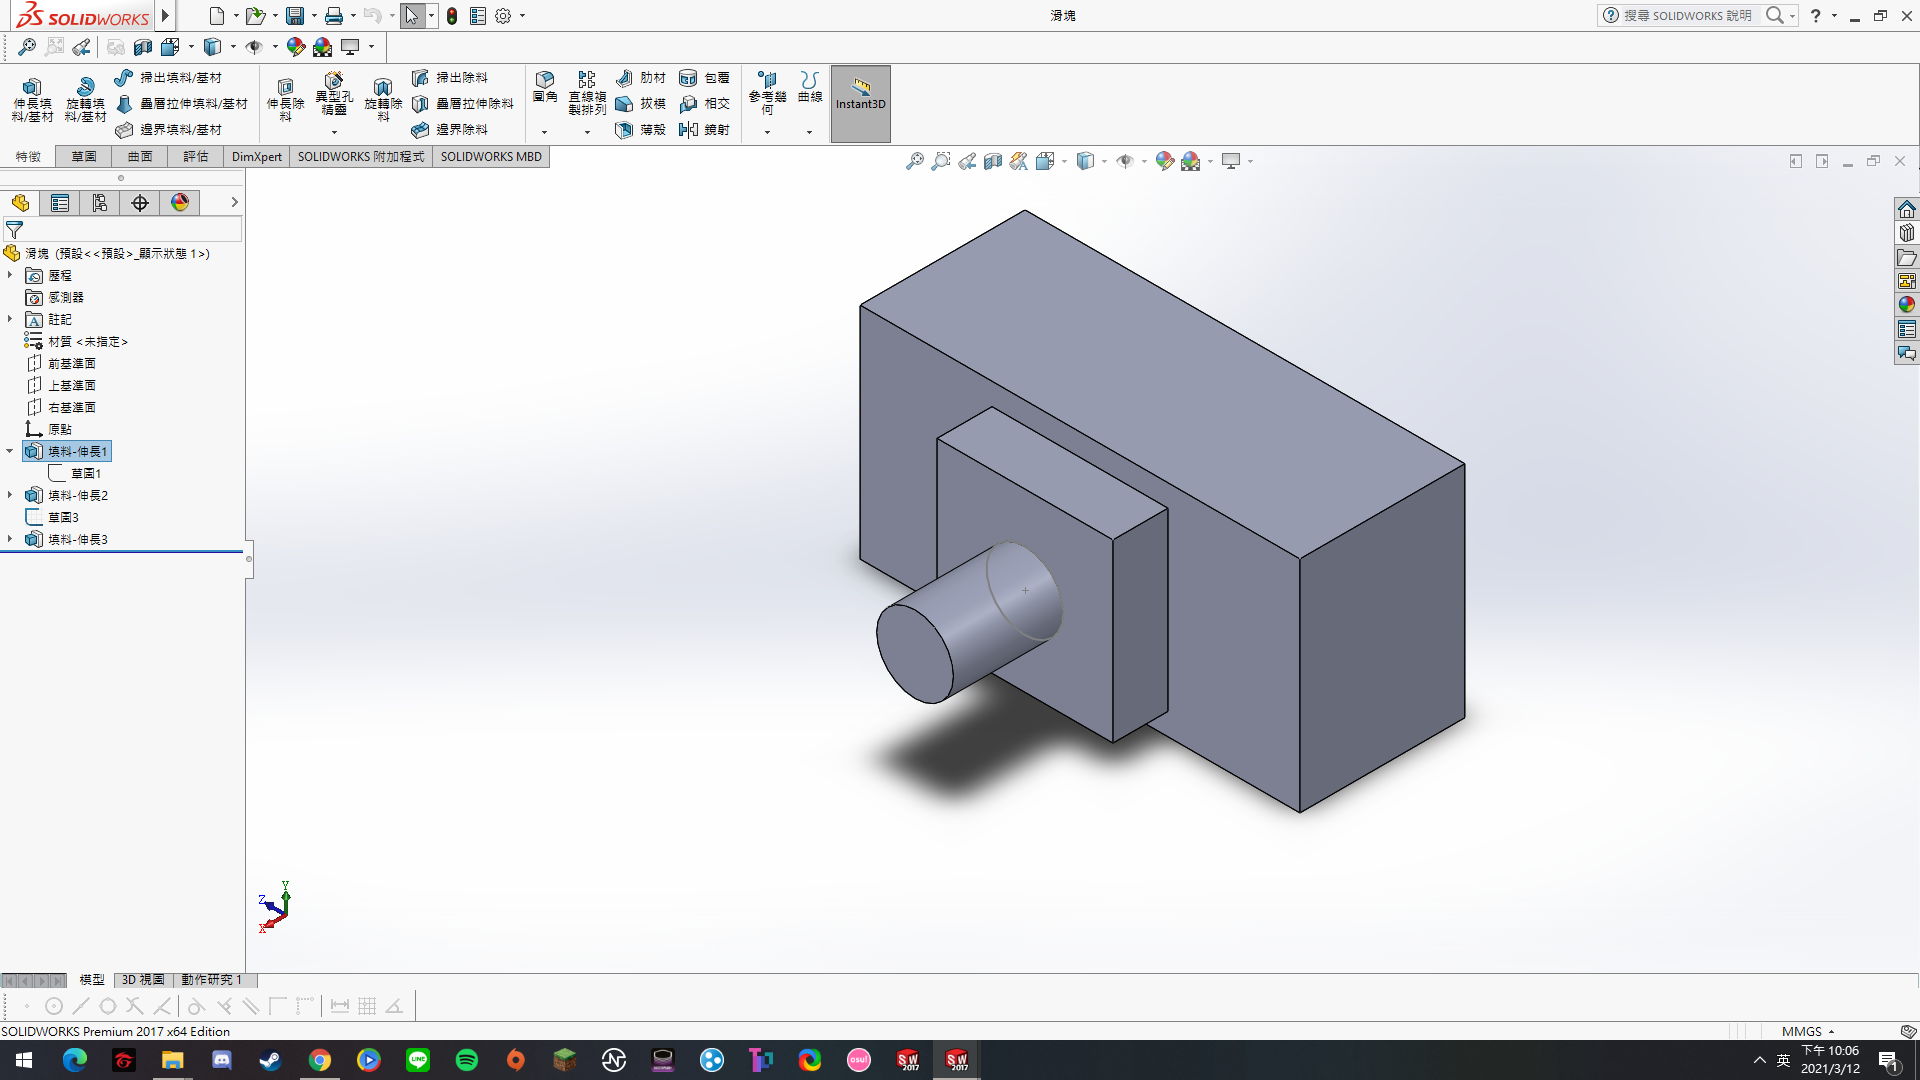 SOLIDWORKS
滑塊
搜尋 SOLIDWORKS 說明
伸長填料/基材
旋轉填料/基材
掃出填料/基材
疊層拉伸填料/基材
邊界填料/基材
伸長除料
異型孔精靈
旋轉除料
掃出除料
疊層拉伸除料
邊界除料
圓角
直線複製排列
肋材
拔模
薄殼
包覆
相交
鏡射
參考幾何
曲線
Instant3D
特徵
草圖
曲面
評估
DimXpert
SOLIDWORKS 附加程式
SOLIDWORKS MBD
滑塊 (預設<<預設>_顯示狀態 1>)
歷程
感測器
註記
材質 <未指定>
前基準面
上基準面
右基準面
原點
填料-伸長1
草圖1
填料-伸長2
草圖3
填料-伸長3
Y
Z
X
模型
3D 視圖
動作研究 1
SOLIDWORKS Premium 2017 x64 Edition
MMGS
LINE
osu!
SW 2017
SW 2017
英
下午 10:06
2021/3/12
1